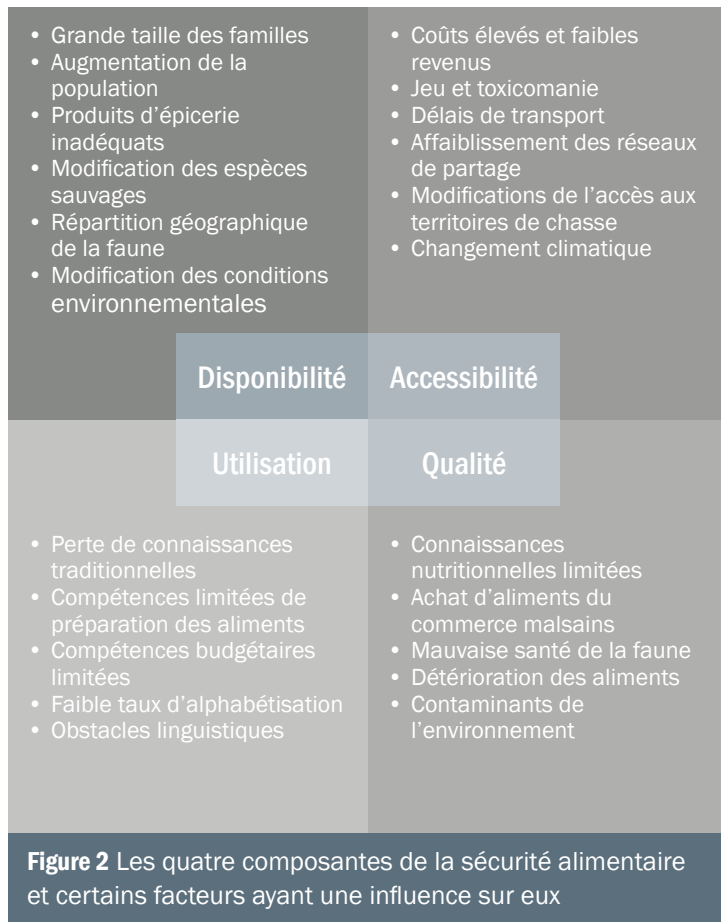 • Grande taille des familles
• Augmentation de la
population
• Produits d’épicerie
inadéquats
• Modification des espèces
sauvages
• Répartition géographique
de la faune
• Modification des conditions
environnementales
• Coûts élevés et faibles
revenus
• Jeu et toxicomanie
• Délais de transport
• Affaiblissement des réseaux
de partage
• Modifications de l’accès aux
territoires de chasse
• Changement climatique
Disponibilité
Accessibilité
Utilisation
Qualité
• Perte de connaissances
traditionnelles
• Compétences limitées de
préparation des aliments
• Compétences budgétaires
limitées
• Faible taux d’alphabétisation
• Obstacles linguistiques
• Connaissances
nutritionnelles limitées
• Achat d’aliments du
commerce malsains
• Mauvaise santé de la faune
• Détérioration des aliments
• Contaminants de
l’environnement
Figure 2 Les quatre composantes de la sécurité alimentaire
et certains facteurs ayant une influence sur eux